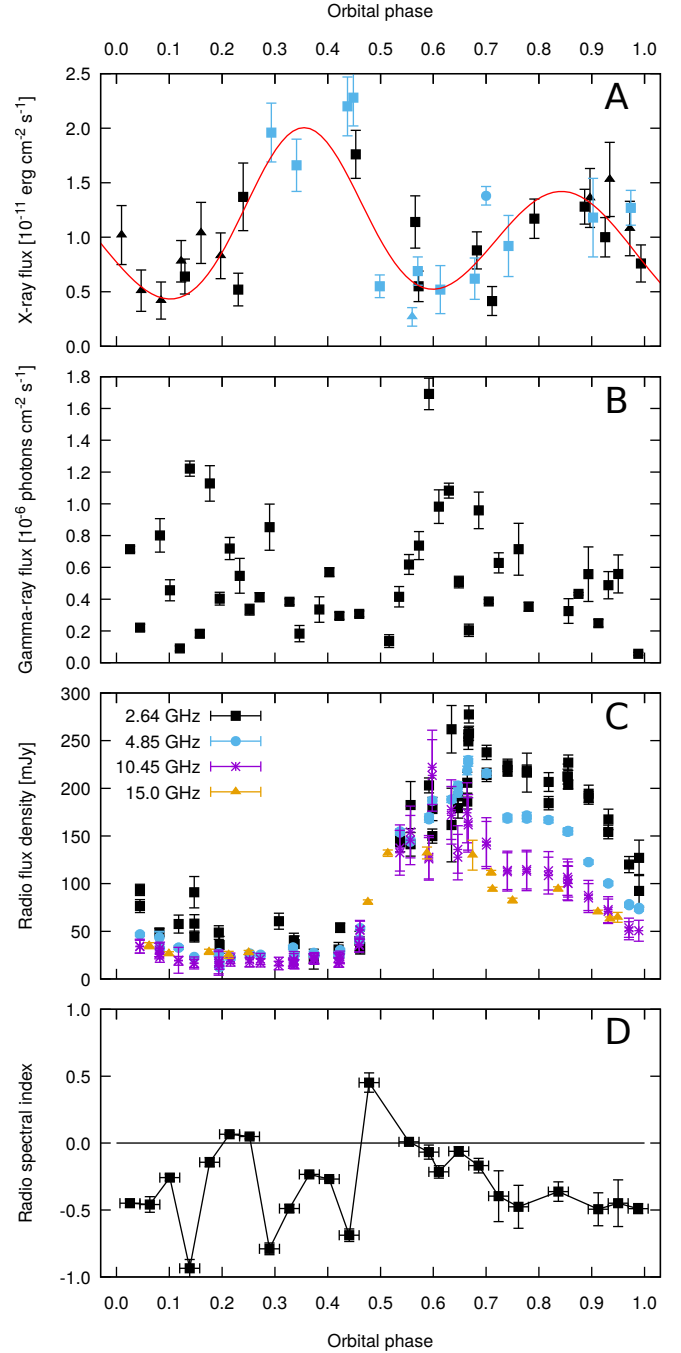 Orbital phase
0.0 0.1 0.2 0.3 0.4 0.5 0.6 0.7 0.8 0.9 1.0
A
X-ray flux [10⁻¹¹ erg cm⁻² s⁻¹]
2.5
2.0
1.5
1.0
0.5
0.0
B
Gamma-ray flux [10⁻⁶ photons cm⁻² s⁻¹]
1.8
1.6
1.4
1.2
1.0
0.8
0.6
0.4
0.2
0.0
C
Radio flux density [mJy]
300
250
200
150
100
50
0
2.64 GHz
4.85 GHz
10.45 GHz
15.0 GHz
D
Radio spectral index
1.0
0.5
0.0
-0.5
-1.0
0.0 0.1 0.2 0.3 0.4 0.5 0.6 0.7 0.8 0.9 1.0
Orbital phase